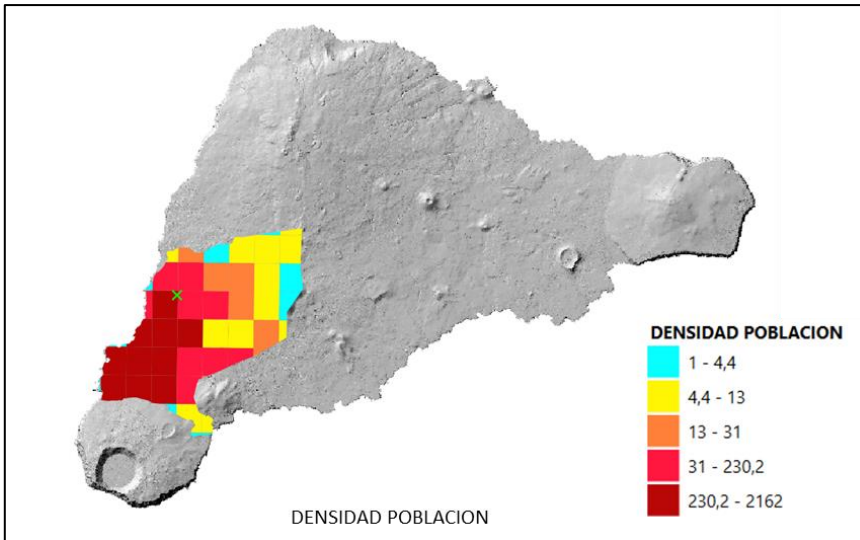 DENSIDAD POBLACION
1 - 4,4
4,4 - 13
13 - 31
31 - 230,2
230,2 - 2162
DENSIDAD POBLACION